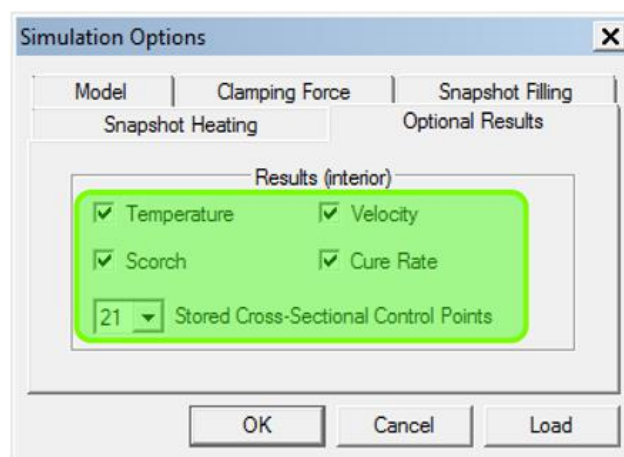 Simulation Options
Model Clamping Force Snapshot Filling
Snapshot Heating Optional Results
Results (interior)
Temperature Velocity
Scorch Cure Rate
21 Stored Cross-Sectional Control Points
OK Cancel Load